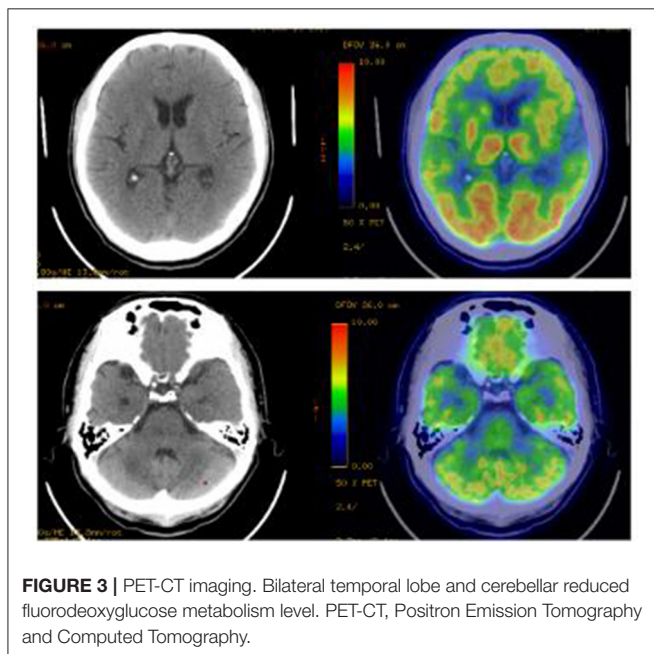 DFOV 36.0 cm
10.00
0.00
50 % PET
2.4/
DFOV 36.0 cm
10.00
0.00
50 % PET
2.4/
FIGURE 3 | PET-CT imaging. Bilateral temporal lobe and cerebellar reduced
fluorodeoxyglucose metabolism level. PET-CT, Positron Emission Tomography
and Computed Tomography.